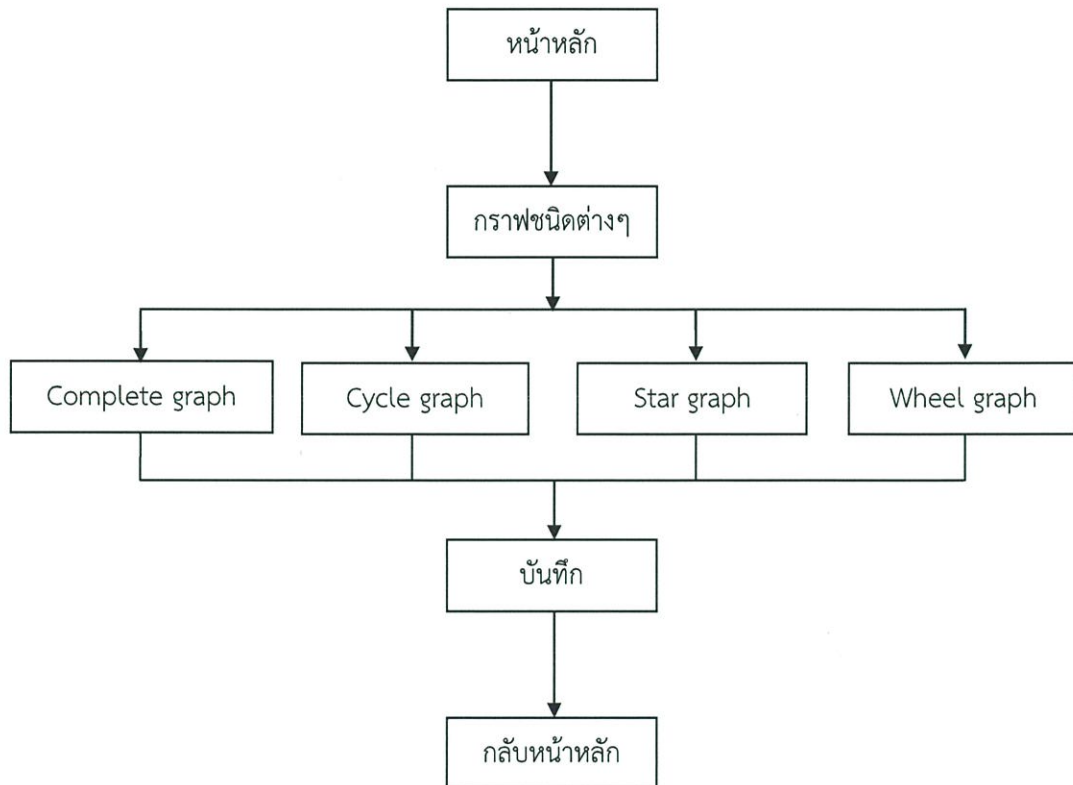 หน้าหลัก
กราฟชนิดต่างๆ
Complete graph
Cycle graph
Star graph
Wheel graph
บันทึก
กลับหน้าหลัก